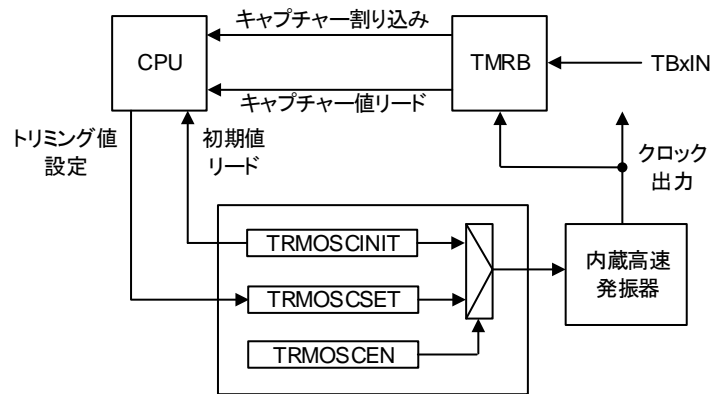 キャプチャー割り込み
CPU
TMRB
TBxIN
キャプチャー値リード
トリミング値
設定
初期値
リード
クロック
出力
TRMOSCINIT
TRMOSCSET
TRMOSCEN
内蔵高速
発振器